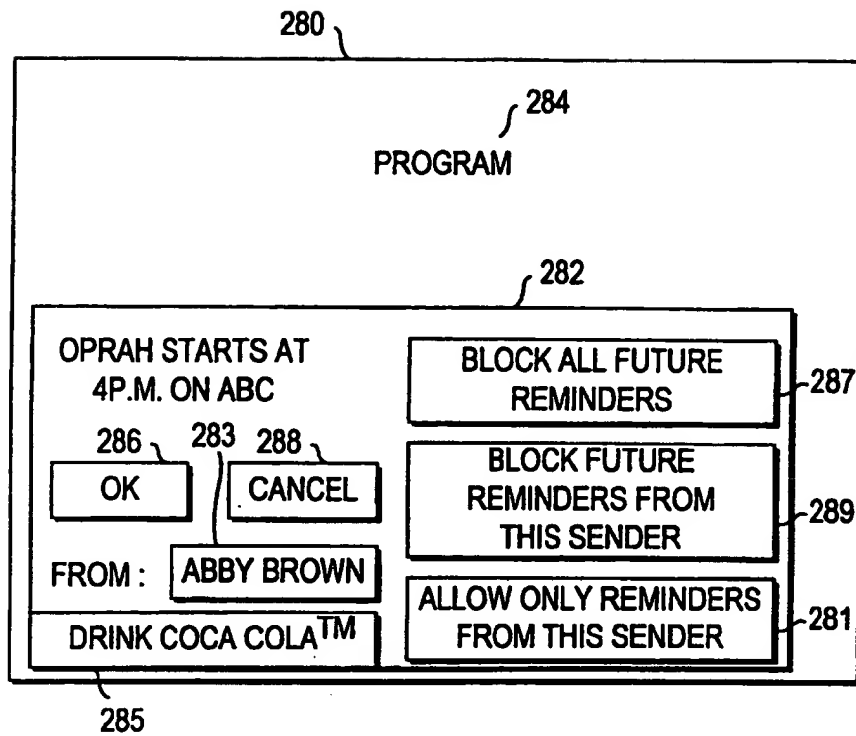 280
284
PROGRAM
282
OPRAH STARTS AT
4P.M. ON ABC
286
283
288
OK
CANCEL
FROM :
ABBY BROWN
DRINK COCA COLA™
285
BLOCK ALL FUTURE
REMINDERS
287
BLOCK FUTURE
REMINDERS FROM
THIS SENDER
289
ALLOW ONLY REMINDERS
FROM THIS SENDER
281